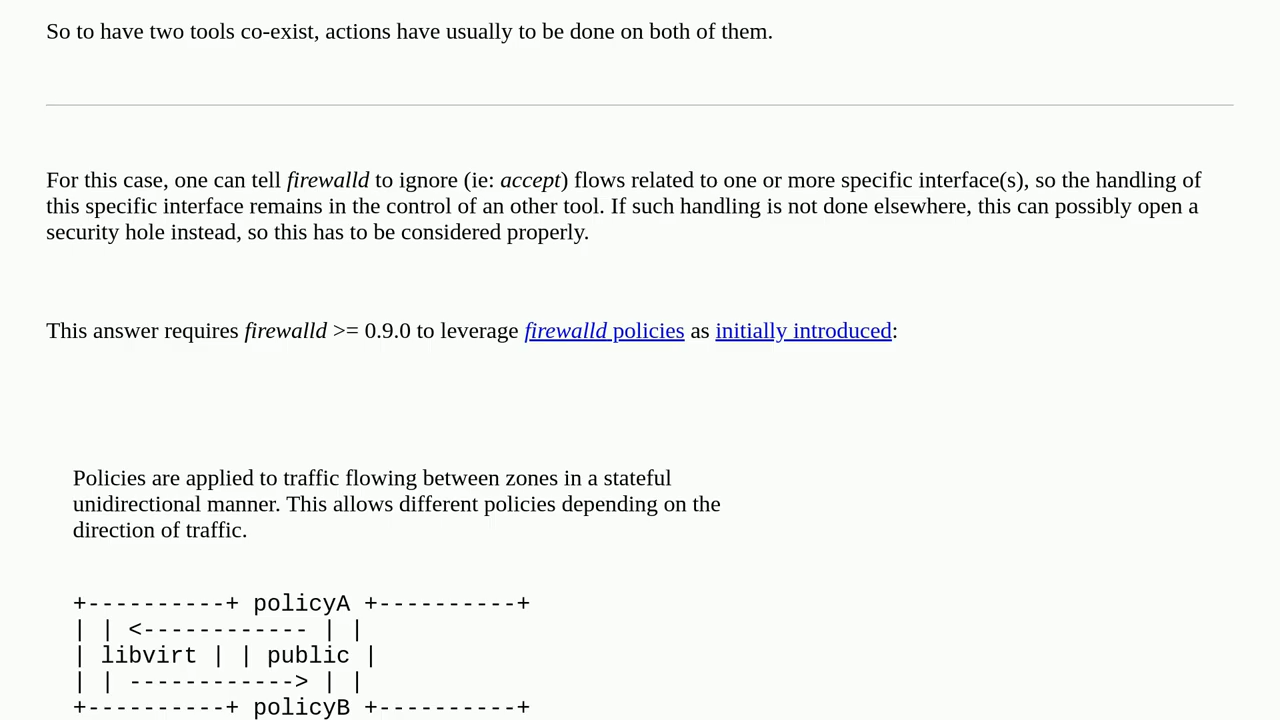 So to have two tools co-exist, actions have usually to be done on both of them.
For this case, one can tell firewalld to ignore (ie: accept) flows related to one or more specific interface(s), so the handling of
this specific interface remains in the control of an other tool. If such handling is not done elsewhere, this can possibly open a
security hole instead, so this has to be considered properly.
This answer requires firewalld >= 0.9.0 to leverage firewalld policies as initially introduced:
Policies are applied to traffic flowing between zones in a stateful
unidirectional manner. This allows different policies depending on the
direction of traffic.
+----------+ policyA +----------+
| | <------------ | |
| libvirt | | public |
| | ------------> | |
+----------+ policyB +----------+